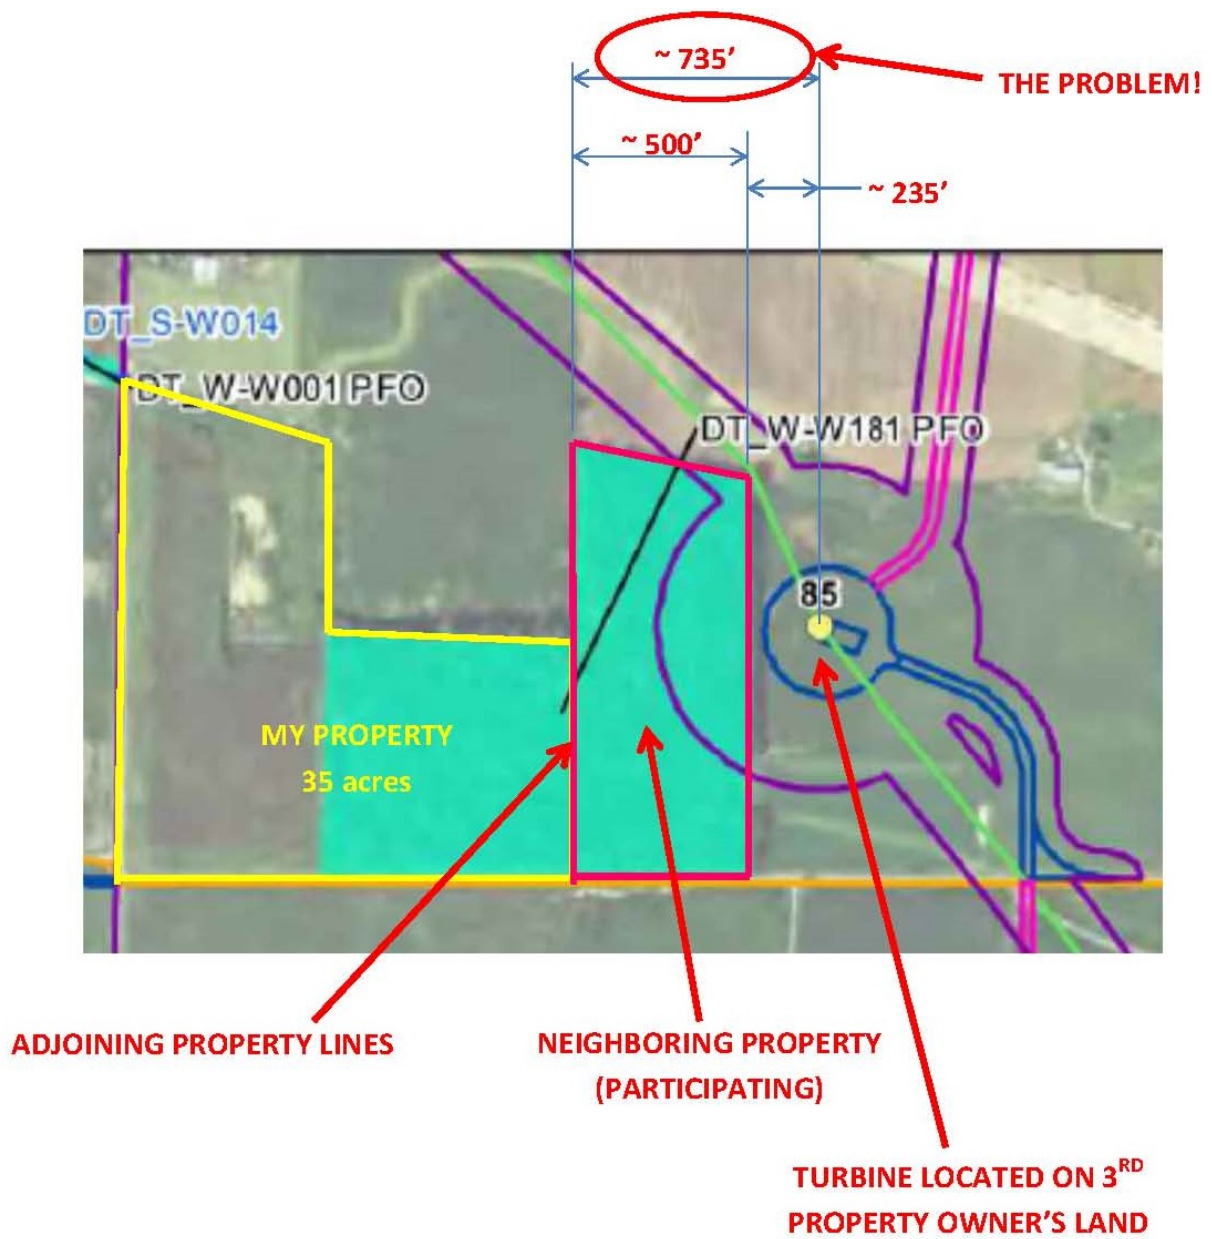 ~ 735’
THE PROBLEM!
~ 500’
~ 235’
DT_S-W014
DT_W-W001 PFO
DT_W-W181 PFO
85
MY PROPERTY
35 acres
ADJOINING PROPERTY LINES
NEIGHBORING PROPERTY
(PARTICIPATING)
TURBINE LOCATED ON 3RD
PROPERTY OWNER’S LAND